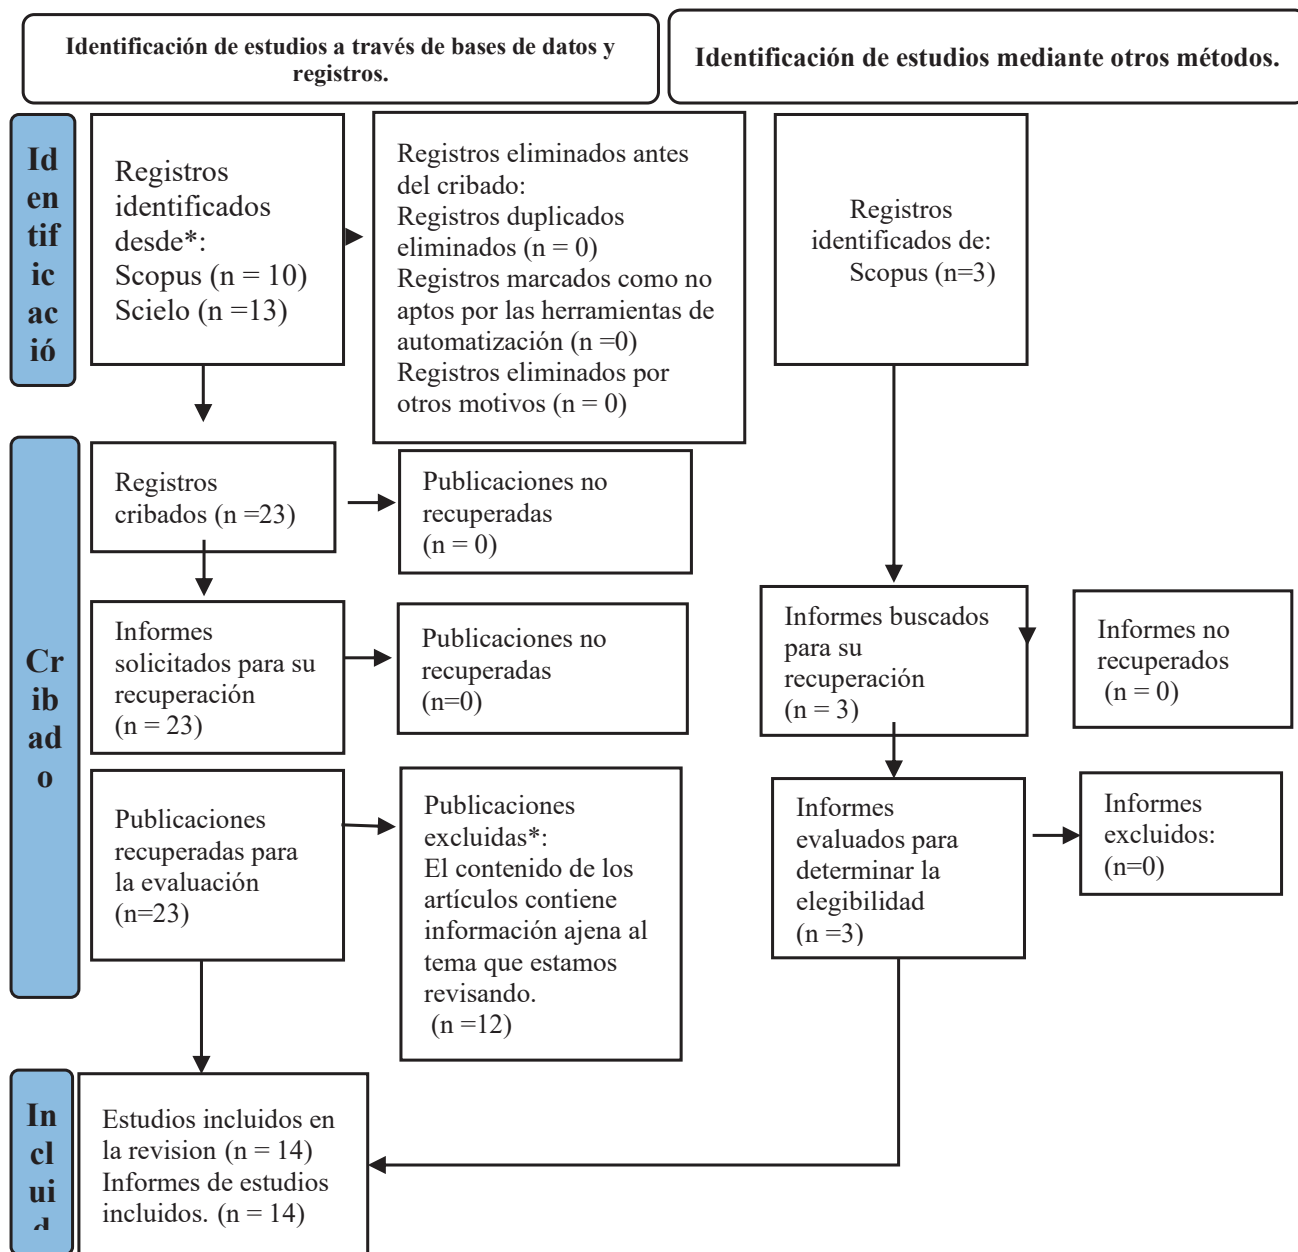 Identificación de estudios a través de bases de datos y
registros.
Identificación de estudios mediante otros métodos.
Id
en
tif
ic
ac
ió
Registros
identificados
desde*:
Scopus (n = 10)
Scielo (n =13)
Registros eliminados antes
del cribado:
Registros duplicados
eliminados (n = 0)
Registros marcados como no
aptos por las herramientas de
automatización (n =0)
Registros eliminados por
otros motivos (n = 0)
Registros
identificados de:
Scopus (n=3)
Cr
ib
ad
o
Registros
cribados (n =23)
Publicaciones no
recuperadas
(n = 0)
Informes
solicitados para su
recuperación
(n = 23)
Publicaciones no
recuperadas
(n=0)
Informes buscados
para su
recuperación
(n = 3)
Informes no
recuperados
(n = 0)
Publicaciones
recuperadas para
la evaluación
(n=23)
Publicaciones
excluidas*:
El contenido de los
artículos contiene
información ajena al
tema que estamos
revisando.
(n =12)
Informes
evaluados para
determinar la
elegibilidad
(n =3)
Informes
excluidos:
(n=0)
In
cl
ui
d
Estudios incluidos en
la revision (n = 14)
Informes de estudios
incluidos. (n = 14)